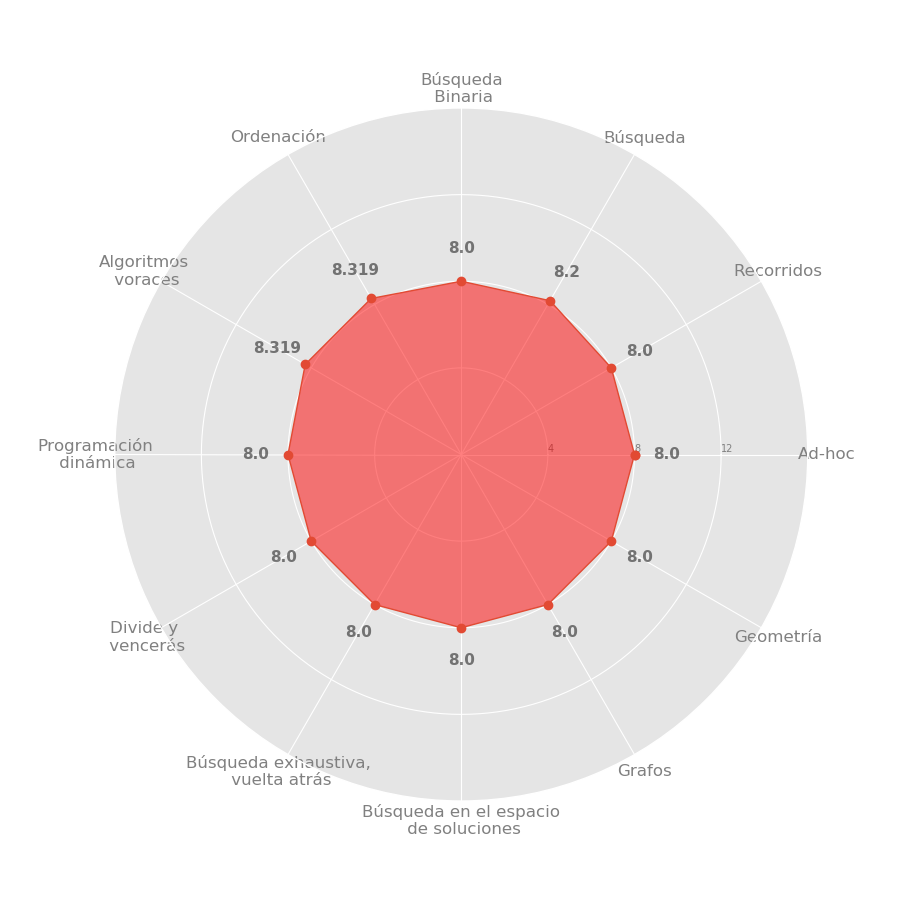 Búsqueda
Binaria
Ordenación
Búsqueda
8.0
Algoritmos
voraces
8.319
8.2
Recorridos
8.319
8.0
Programación
dinámica
8.0
4
8
12
8.0
Ad-hoc
8.0
8.0
Divide y
vencerás
8.0
8.0
8.0
Geometría
Búsqueda exhaustiva,
vuelta atrás
Grafos
Búsqueda en el espacio
de soluciones